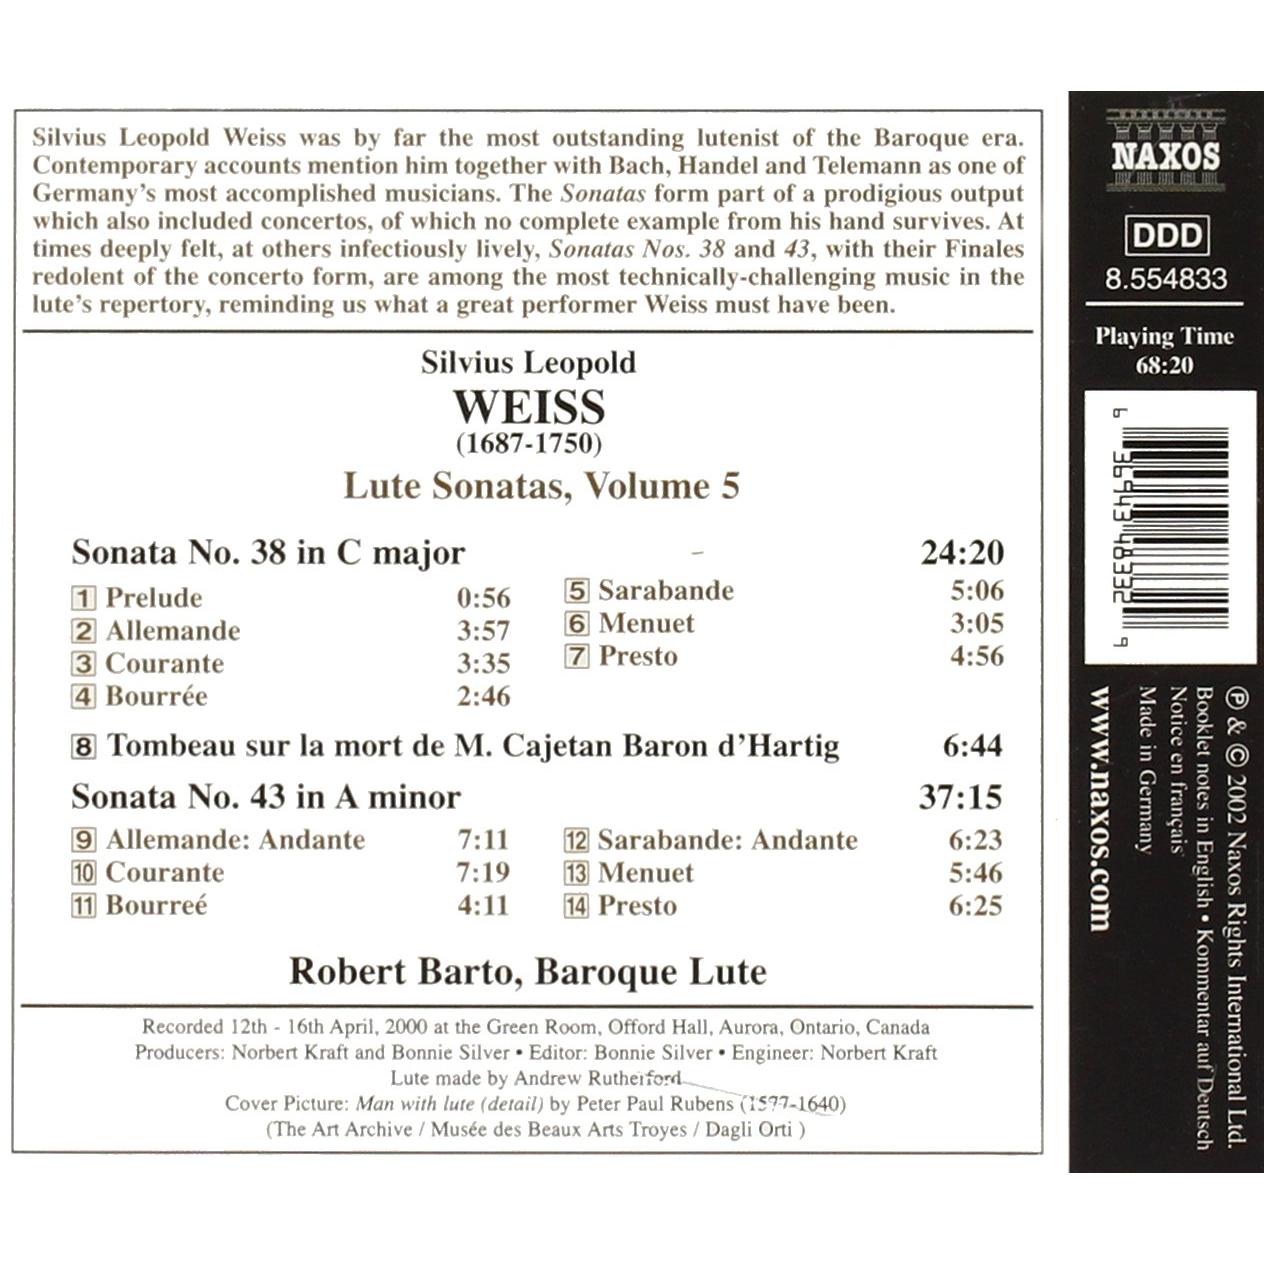 Silvius Leopold Weiss was by far the most outstanding lutenist of the Baroque era.
Contemporary accounts mention him together with Bach, Handel and Telemann as one of
Germany's most accomplished musicians. The Sonatas form part of a prodigious output
which also included concertos, of which no complete example from his hand survives. At
times deeply felt, at others infectiously lively, Sonatas Nos. 38 and 43, with their Finales
redolent of the concerto form, are among the most technically-challenging music in the
lute's repertory, reminding us what a great performer Weiss must have been.
Silvius Leopold
WEISS
(1687-1750)
Lute Sonatas, Volume 5
Sonata No. 38 in C major 24:20
1 Prelude 0:56
2 Allemande 3:57
3 Courante 3:35
4 Bourrée 2:46
5 Sarabande 5:06
6 Menuet 3:05
7 Presto 4:56
8 Tombeau sur la mort de M. Cajetan Baron d'Hartig 6:44
Sonata No. 43 in A minor 37:15
9 Allemande: Andante 7:11
10 Courante 7:19
11 Bourreé 4:11
12 Sarabande: Andante 6:23
13 Menuet 5:46
14 Presto 6:25
Robert Barto, Baroque Lute
Recorded 12th - 16th April, 2000 at the Green Room, Offord Hall, Aurora, Ontario, Canada
Producers: Norbert Kraft and Bonnie Silver • Editor: Bonnie Silver • Engineer: Norbert Kraft
Lute made by Andrew Rutherford
Cover Picture: Man with lute (detail) by Peter Paul Rubens (1577-1640)
(The Art Archive / Musée des Beaux Arts Troyes / Dagli Orti )
NAXOS
DDD
8.554833
Playing Time
68:20
6 36943 48332 9
℗ & © 2002 Naxos Rights International Ltd.
Booklet notes in English • Kommentar auf Deutsch
Notice en français
Made in Germany
www.naxos.com